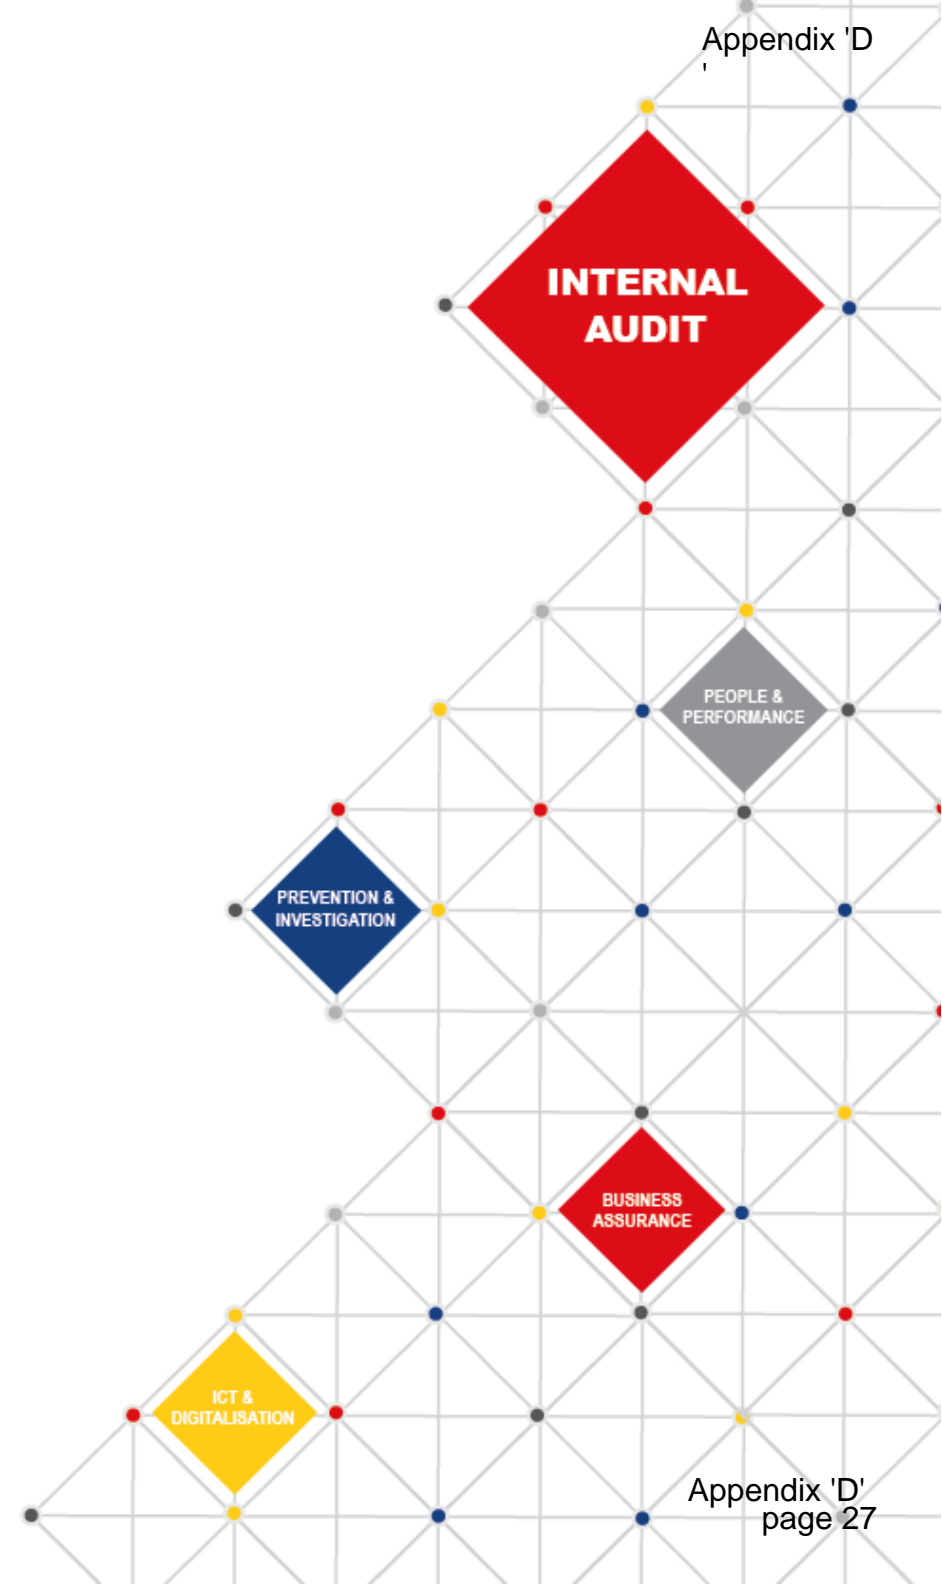 Appendix 'D
'
INTERNAL
AUDIT
PEOPLE &
PERFORMANCE
PREVENTION &
INVESTIGATION
BUSINESS
ASSURANCE
ICT &
DIGITALISATION
Appendix 'D'
page 27